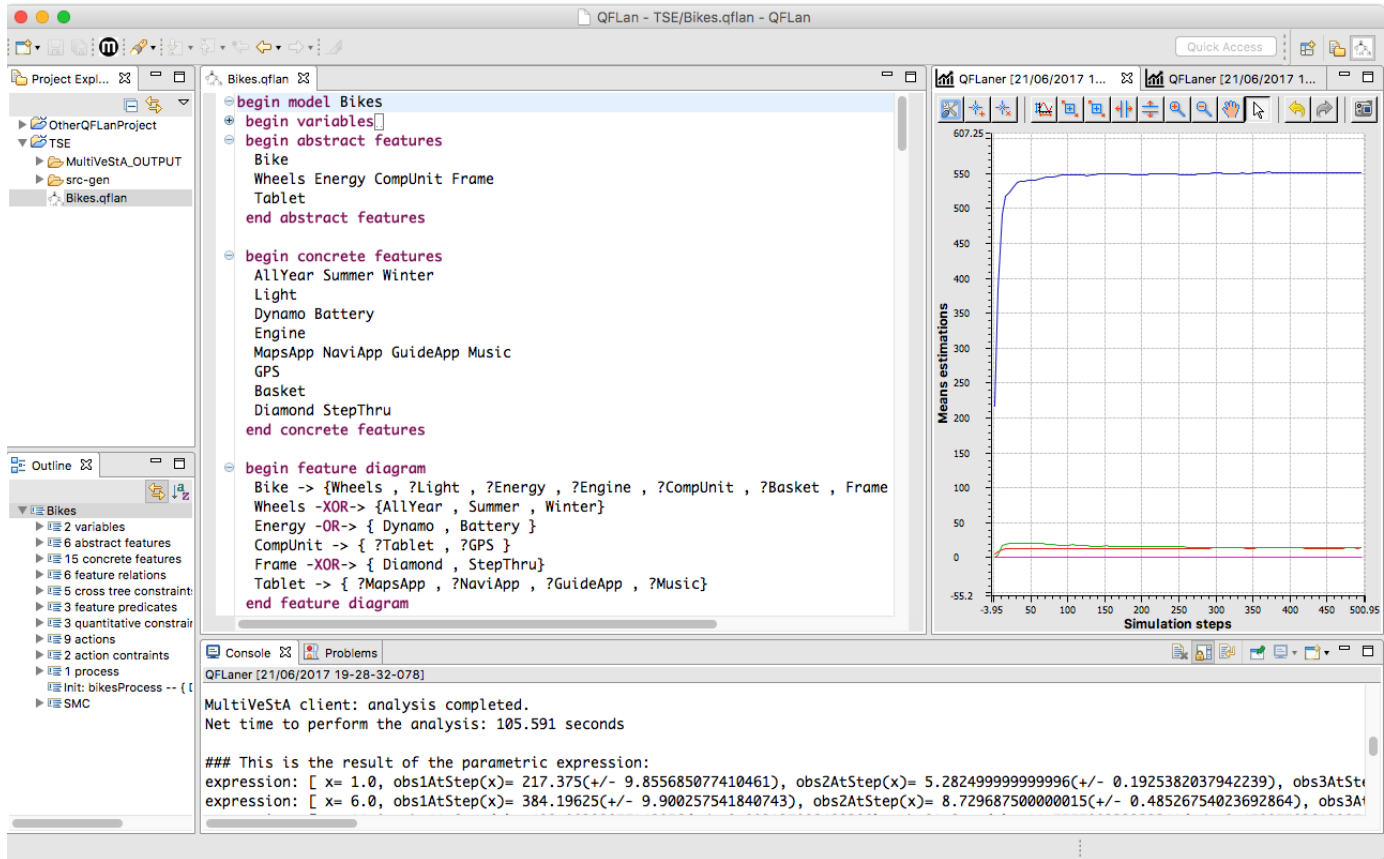 QFLan - TSE/Bikes.qflan - QFLan
Quick Access
Project Expl...
OtherQFLanProject
TSE
MultiVeStA_OUTPUT
src-gen
Bikes.qflan
Outline
Bikes
2 variables
6 abstract features
15 concrete features
6 feature relations
5 cross tree constraint
3 feature predicates
3 quantitative constrair
9 actions
2 action contraints
1 process
Init: bikesProcess -- { [
SMC
Bikes.qflan
begin model Bikes
begin variables
begin abstract features
Bike
Wheels Energy CompUnit Frame
Tablet
end abstract features
begin concrete features
AllYear Summer Winter
Light
Dynamo Battery
Engine
MapsApp NaviApp GuideApp Music
GPS
Basket
Diamond StepThru
end concrete features
begin feature diagram
Bike -> {Wheels , ?Light , ?Energy , ?Engine , ?CompUnit , ?Basket , Frame
Wheels -XOR-> {AllYear , Summer , Winter}
Energy -OR-> { Dynamo , Battery }
CompUnit -> { ?Tablet , ?GPS }
Frame -XOR-> { Diamond , StepThru}
Tablet -> { ?MapsApp , ?NaviApp , ?GuideApp , ?Music}
end feature diagram
QFLaner [21/06/2017 1...
QFLaner [21/06/2017 1...
607.25
550
500
450
400
350
300
250
200
150
100
50
0
-55.2
Means estimations
-3.95 50 100 150 200 250 300 350 400 450 500.95
Simulation steps
Console
Problems
QFLaner [21/06/2017 19-28-32-078]
MultiVeStA client: analysis completed.
Net time to perform the analysis: 105.591 seconds
### This is the result of the parametric expression:
expression: [ x= 1.0, obs1AtStep(x)= 217.375(+/- 9.855685077410461), obs2AtStep(x)= 5.282499999999996(+/- 0.1925382037942239), obs3AtSte
expression: [ x= 6.0, obs1AtStep(x)= 384.19625(+/- 9.900257541840743), obs2AtStep(x)= 8.729687500000015(+/- 0.48526754023692864), obs3At